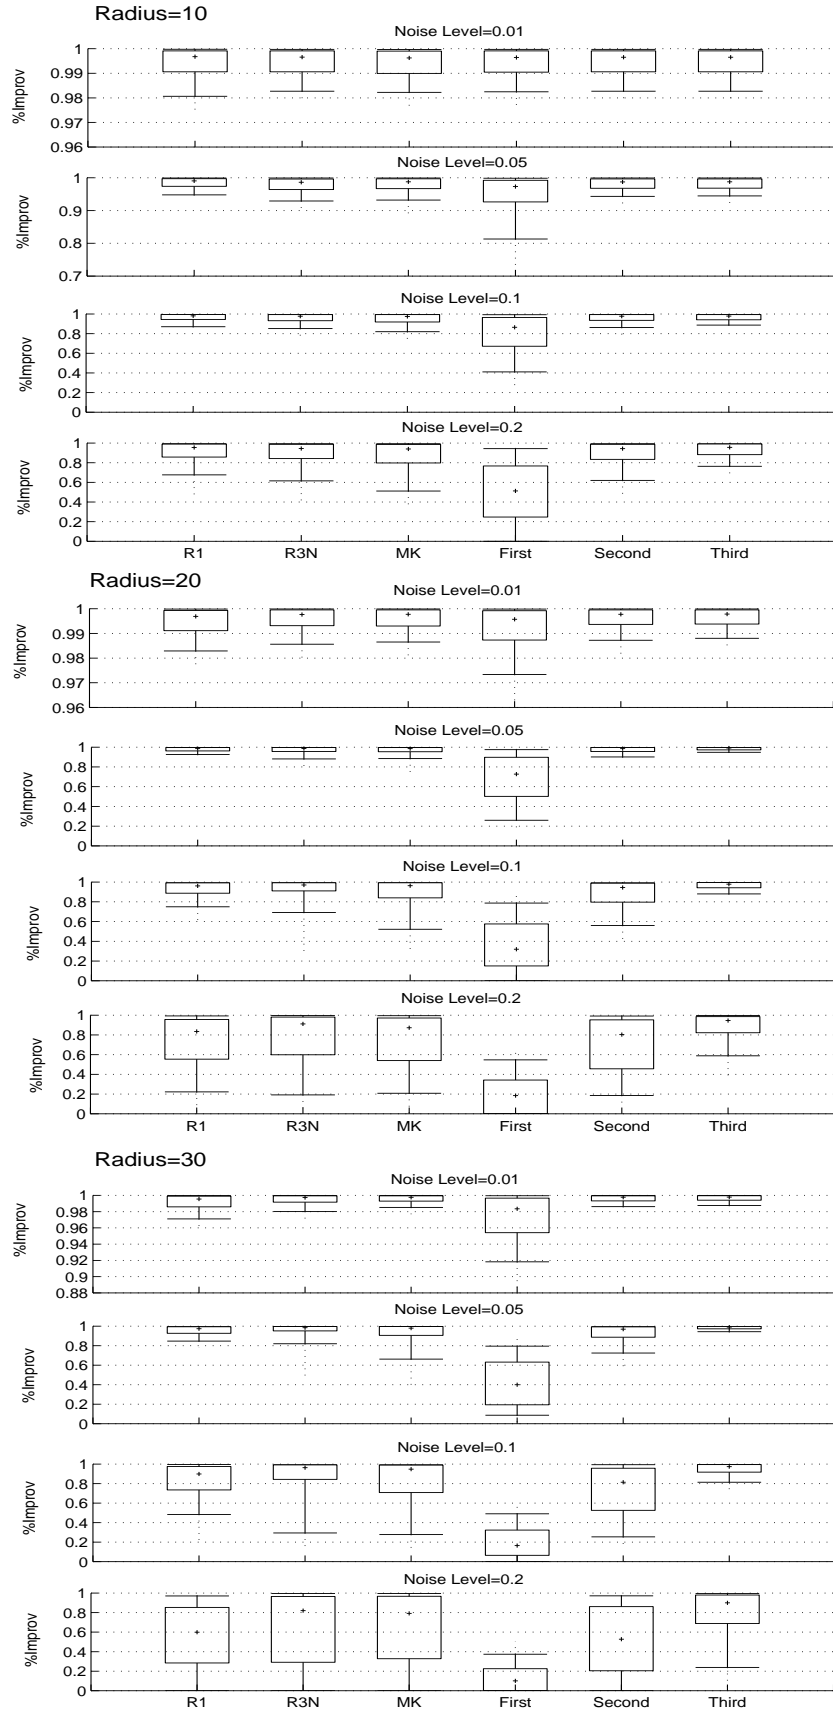 Radius=10
Noise Level=0.01
%Improv
1
0.99
0.98
0.97
0.96
Noise Level=0.05
%Improv
1
0.9
0.8
0.7
Noise Level=0.1
%Improv
1
0.8
0.6
0.4
0.2
0
Noise Level=0.2
%Improv
1
0.8
0.6
0.4
0.2
0
R1 R3N MK First Second Third
Radius=20
Noise Level=0.01
%Improv
1
0.99
0.98
0.97
0.96
Noise Level=0.05
%Improv
1
0.8
0.6
0.4
0.2
0
Noise Level=0.1
%Improv
1
0.8
0.6
0.4
0.2
0
Noise Level=0.2
%Improv
1
0.8
0.6
0.4
0.2
0
R1 R3N MK First Second Third
Radius=30
Noise Level=0.01
%Improv
1
0.98
0.96
0.94
0.92
0.9
0.88
Noise Level=0.05
%Improv
1
0.8
0.6
0.4
0.2
0
Noise Level=0.1
%Improv
1
0.8
0.6
0.4
0.2
0
Noise Level=0.2
%Improv
1
0.8
0.6
0.4
0.2
0
R1 R3N MK First Second Third